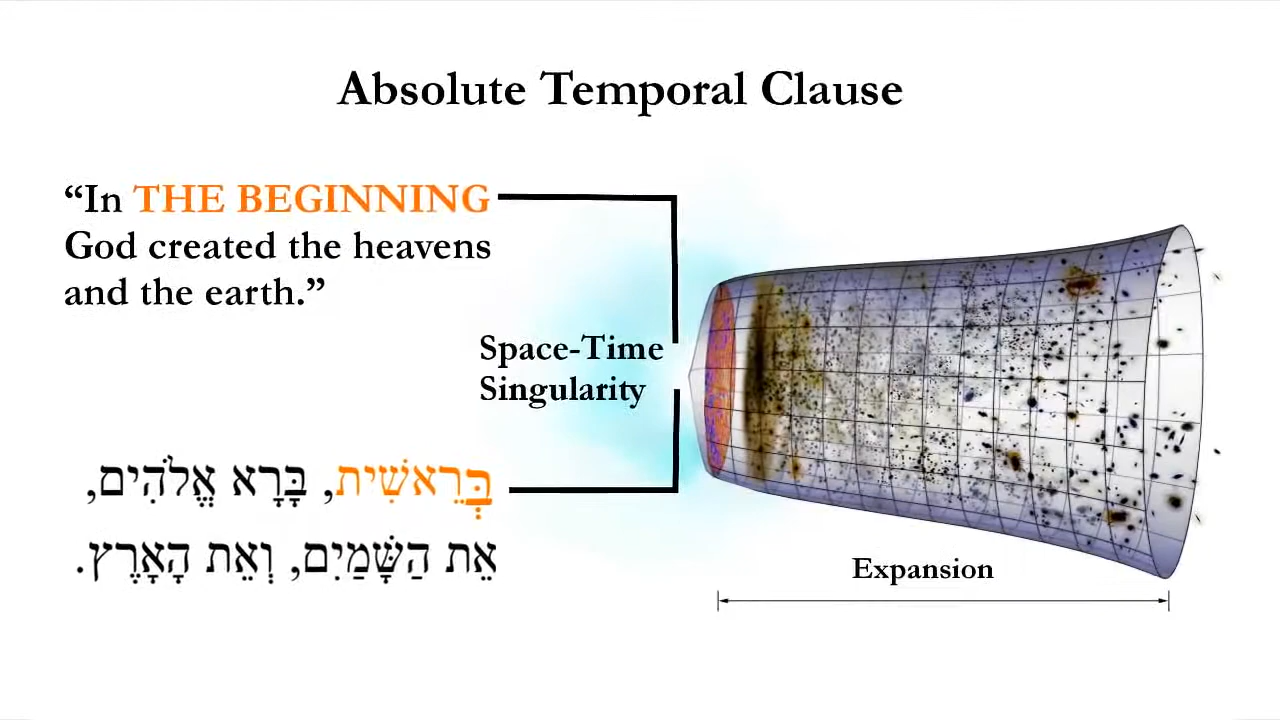 Absolute Temporal Clause
“In THE BEGINNING
God created the heavens
and the earth.”
Space-Time
Singularity
בְּרֵאשִׁית, בָּרָא אֱלֹהִים,
אֵת הַשָּׁמַיִם, וְאֵת הָאָרֶץ.
Expansion